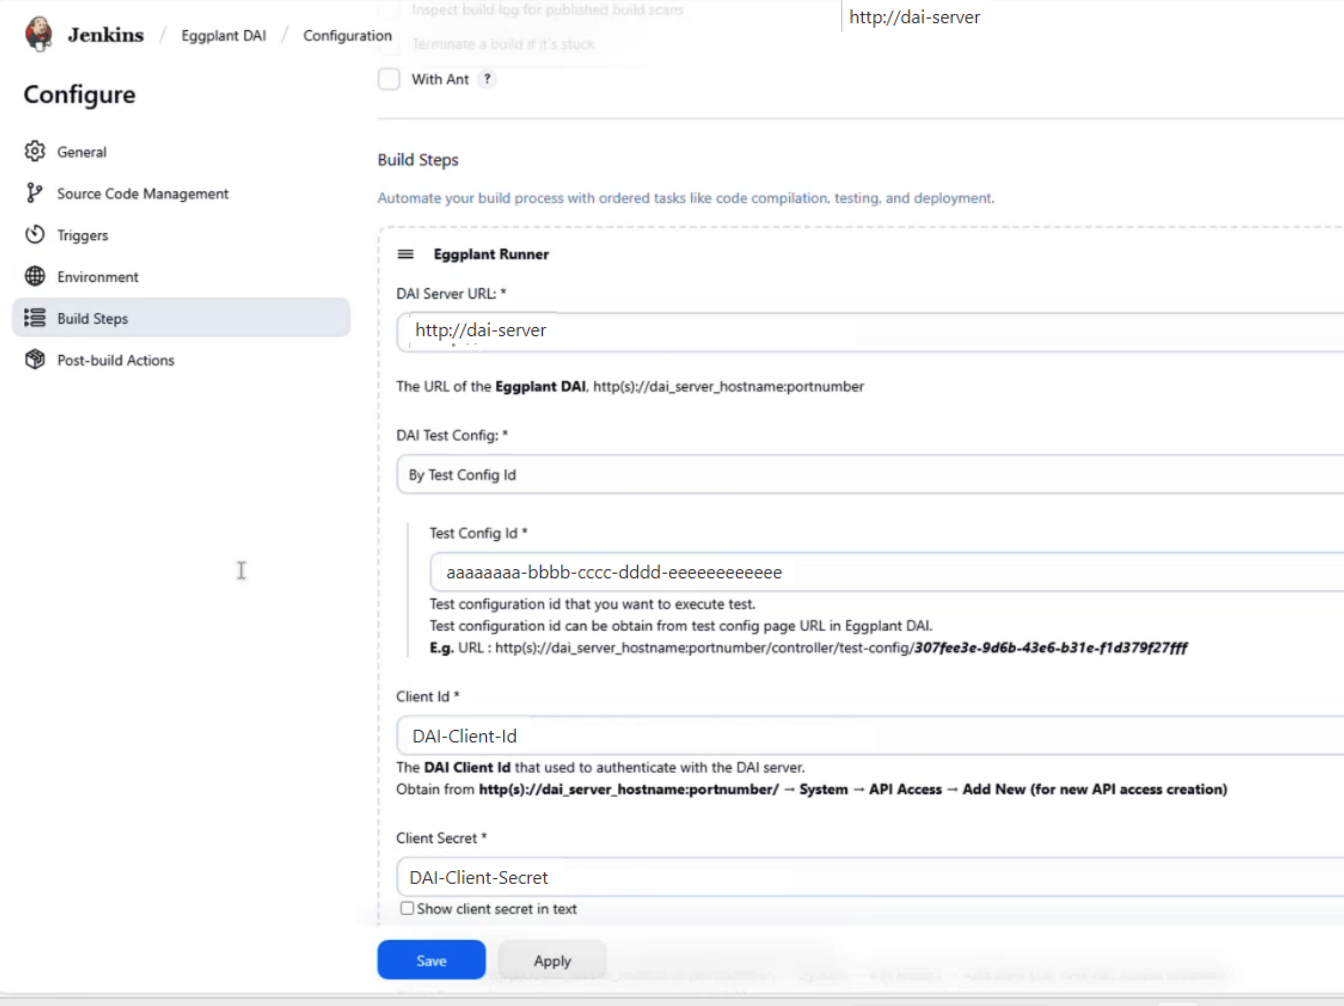 Inspect build log for published build scans
http://dai-server
Jenkins / Eggplant DAI / Configuration
Terminate a build if it's stuck
With Ant ?
Configure
General
Source Code Management
Triggers
Environment
Build Steps
Post-build Actions
Build Steps
Automate your build process with ordered tasks like code compilation, testing, and deployment.
Eggplant Runner
DAI Server URL: *
http://dai-server
The URL of the Eggplant DAI, http(s)://dai_server_hostname:portnumber
DAI Test Config: *
By Test Config Id
Test Config Id *
aaaaaaaa-bbbb-cccc-dddd-eeeeeeeeeeee
Test configuration id that you want to execute test.
Test configuration id can be obtain from test config page URL in Eggplant DAI.
E.g. URL : http(s)://dai_server_hostname:portnumber/controller/test-config/307fee3e-9d6b-43e6-b31e-f1d379f27fff
Client Id *
DAI-Client-Id
The DAI Client Id that used to authenticate with the DAI server.
Obtain from http(s)://dai_server_hostname:portnumber/ → System → API Access → Add New (for new API access creation)
Client Secret *
DAI-Client-Secret
Show client secret in text
Save
Apply